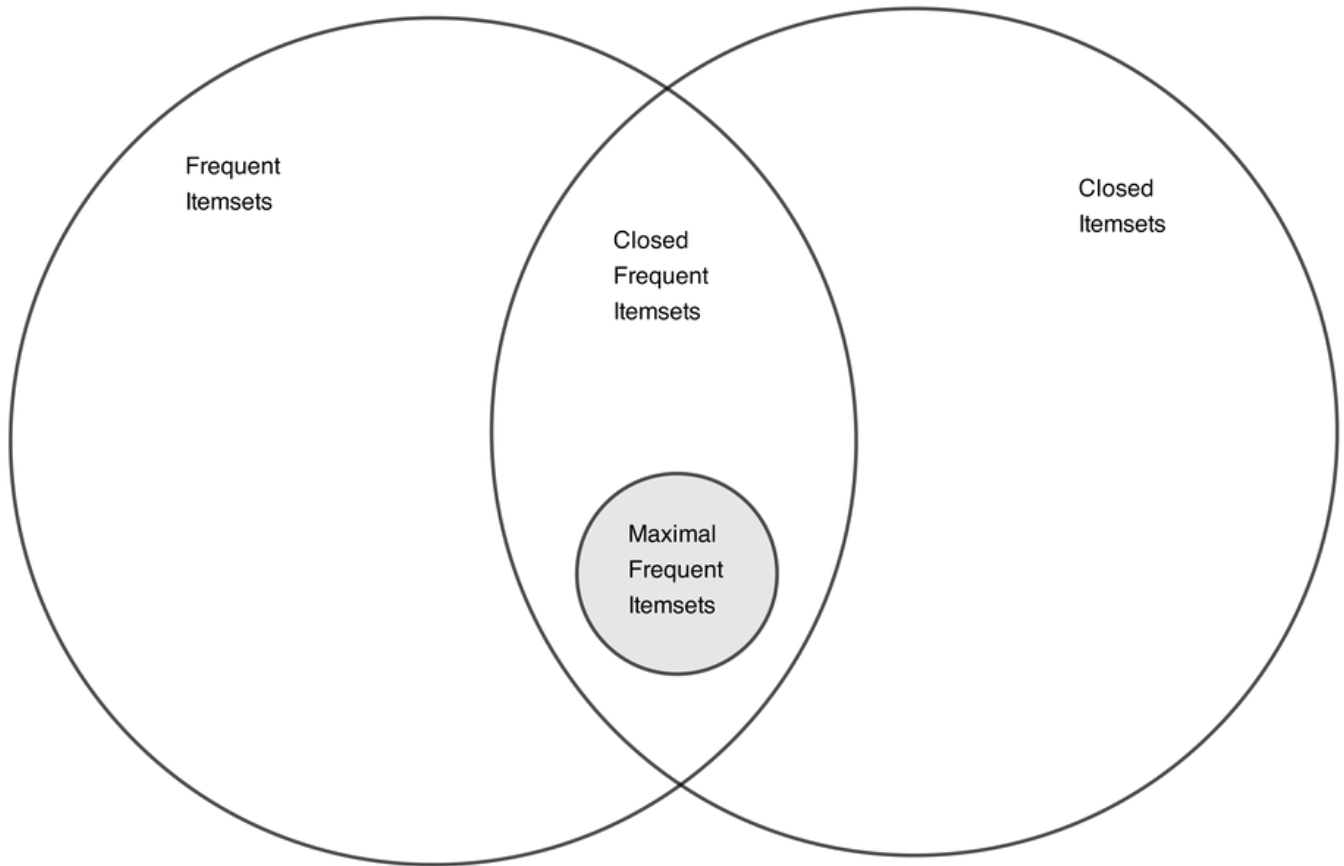 Frequent
Itemsets
Closed
Itemsets
Closed
Frequent
Itemsets
Maximal
Frequent
Itemsets